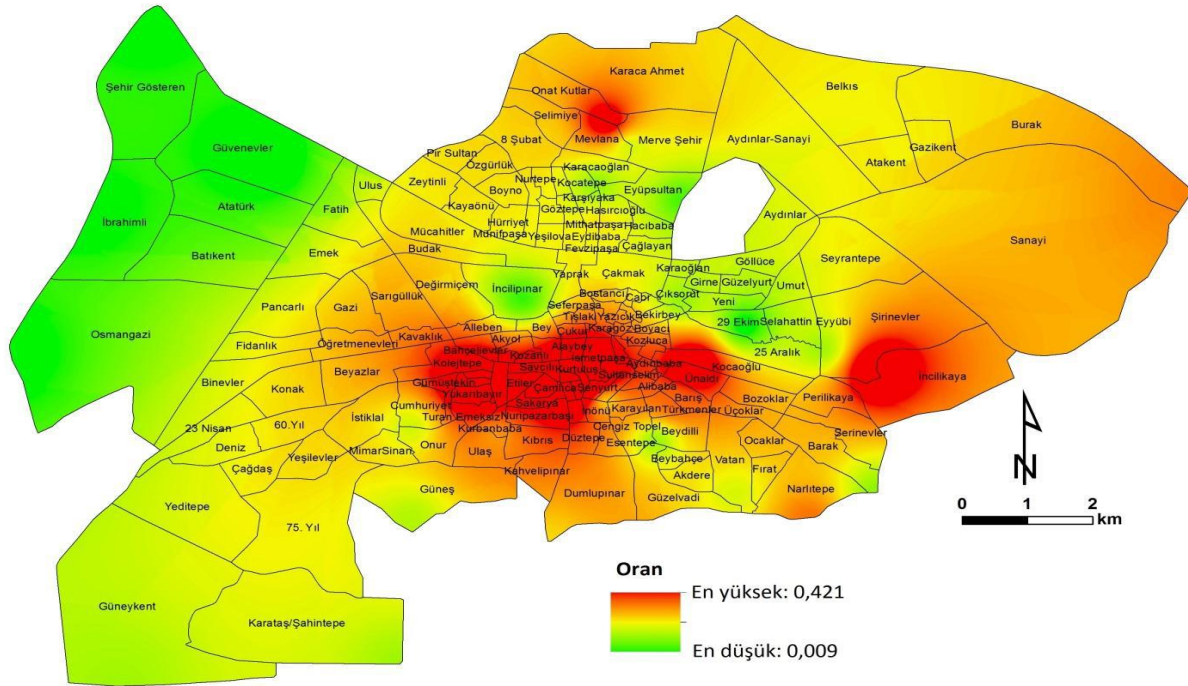 Karaca Ahmet
Şehir Gösteren
Onat Kutlar
Belkıs
Selimiye
Burak
8 Şubat
Mevlana
Merve Şehir
Aydınlar-Sanayi
Güvenevler
Gazikent
Pir Sultan
Özgürlük
Atakent
Karacaoğlan
Nurtepe
Kocatepe
Ulus
Zeytinli
Boyno
Eyüpsultan
Karşıyaka
Atatürk
Fatih
Kayaönü
Göztepe
Hasırcıoğlu
Aydınlar
İbrahimli
Hürriyet
Mithatpaşa
Hacıbaba
Mücahitler
Münifpaşa
Yeşilova
Eydibaba
Sanayi
Batıkent
Emek
Budak
Fevzipaşa
Çağlayan
Seyrantepe
Göllüce
Yaprak
Çakmak
Karaoğlan
Girne
Güzelyurt
Umut
İncilipınar
Değirmiçem
Sarıgüllük
Pancarlı
Gazi
Bostancı
Çabi
Çıksorut
Seferpaşa
Yeni
Osmangazi
Tışlaki
Yazıcık
Bekirbey
29 Ekim
Selahattin Eyyübi
Şirinevler
Alleben
Bey
Çukur
Karagöz
Boyacı
Kavaklık
Akyol
Kozluca
Fidanlık
Öğretmenevleri
Bahçelievler
Alaybey
25 Aralık
Kozanlı
İsmetpaşa
Kolejtepe
Savcılı
Kurtuluş
Aydınbaba
Kocaoğlu
Beyazlar
Sultanselim
Ünaldı
İncilikaya
Binevler
Konak
Gümüştekin
Etiler
Çamlıca
Şenyurt
Alibaba
Yukarıbayır
Barış
Bozoklar
Perilikaya
Cumhuriyet
Sakarya
İstiklal
İnönü
Karayılan
Türkmenler
Üçoklar
60.Yıl
Turan Emeksiz
Nuripazarbaşı
23 Nisan
Kurbanbaba
Cengiz Topel
Beydilli
Serinevler
Deniz
Yeşilevler
MimarSinan
Onur
Ulaş
Kıbrıs
Düztepe
Esentepe
Ocaklar
Barak
Çağdaş
Beybahçe
Vatan
Kahvelipınar
Akdere
Fırat
Güneş
Dumlupınar
Güzelvadi
Narlıtepe
Yeditepe
75. Yıl
Güneykent
Karataş/Şahintepe
N
0 1 2
km
Oran
En yüksek: 0,421
En düşük: 0,009